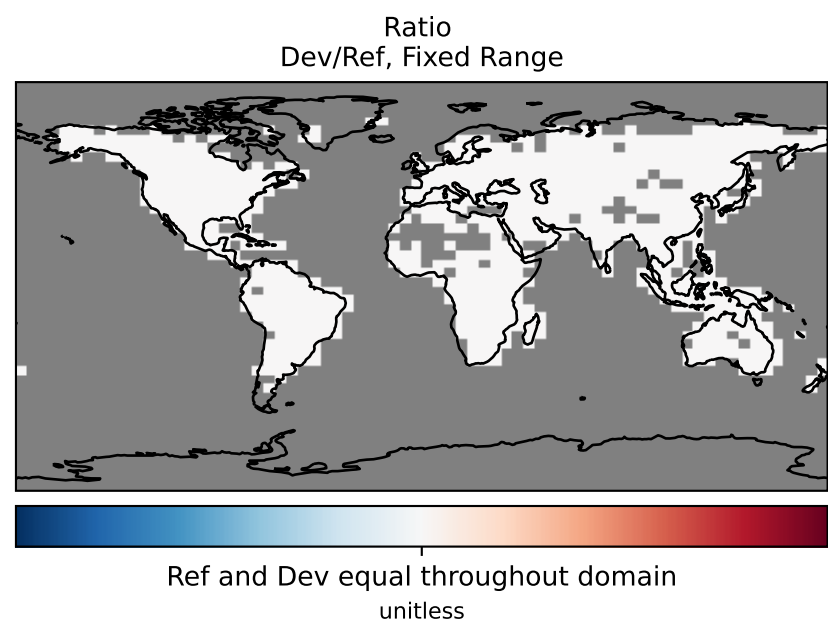 Ratio
Dev/Ref, Fixed Range
Ref and Dev equal throughout domain
unitless